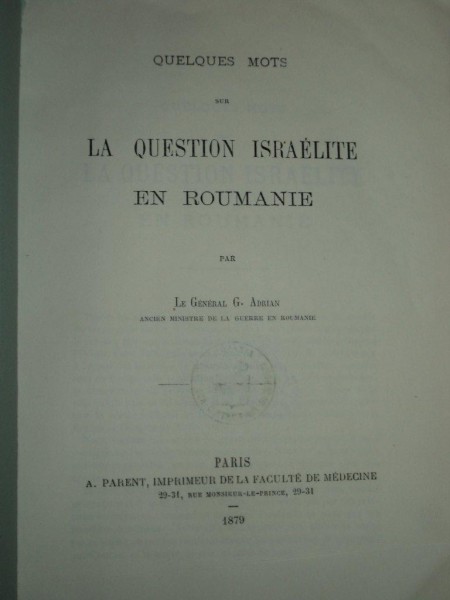 QUELQUES MOTS
SUR
LA QUESTION ISRAÉLITE
EN ROUMANIE
PAR
LE GÉNÉRAL G. ADRIAN
ANCIEN MINISTRE DE LA GUERRE EN ROUMANIE
PARIS
A. PARENT, IMPRIMEUR DE LA FACULTÉ DE MÉDECINE
29-31, RUE MONSIEUR-LE-PRINCE, 29-31
1879